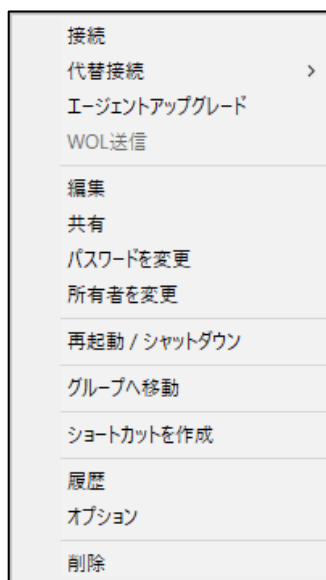 接続
代替接続
エージェントアップグレード
WOL送信
編集
共有
パスワードを変更
所有者を変更
再起動 / シャットダウン
グループへ移動
ショートカットを作成
履歴
オプション
削除